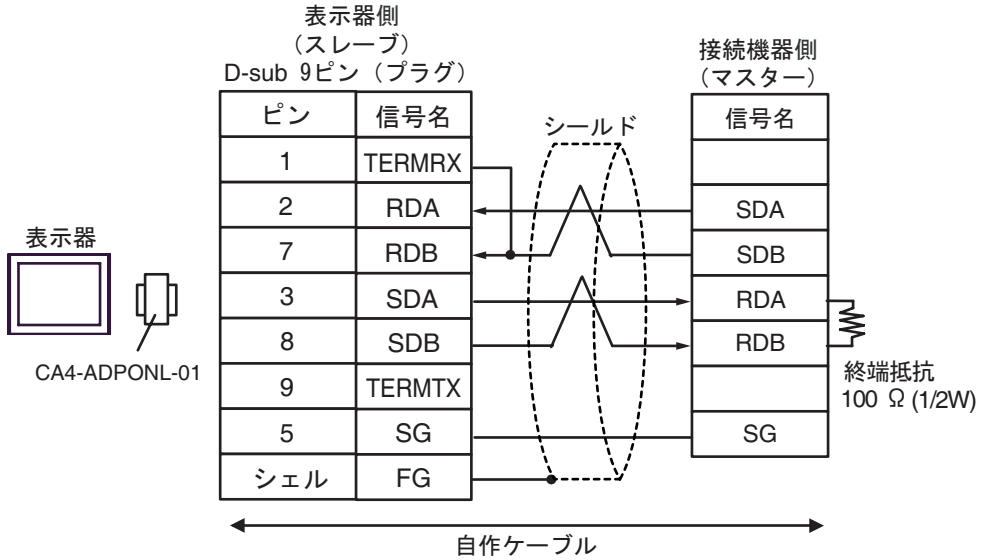 表示器側
（スレーブ）
D-sub 9ピン（プラグ）
接続機器側
（マスター）
ピン 信号名
シールド
信号名
1 TERMRX
2 RDA
SDA
7 RDB
SDB
3 SDA
RDA
8 SDB
RDB
9 TERMTX
5 SG
SG
シェル FG
表示器
CA4-ADPONL-01
終端抵抗
100 Ω (1/2W)
自作ケーブル